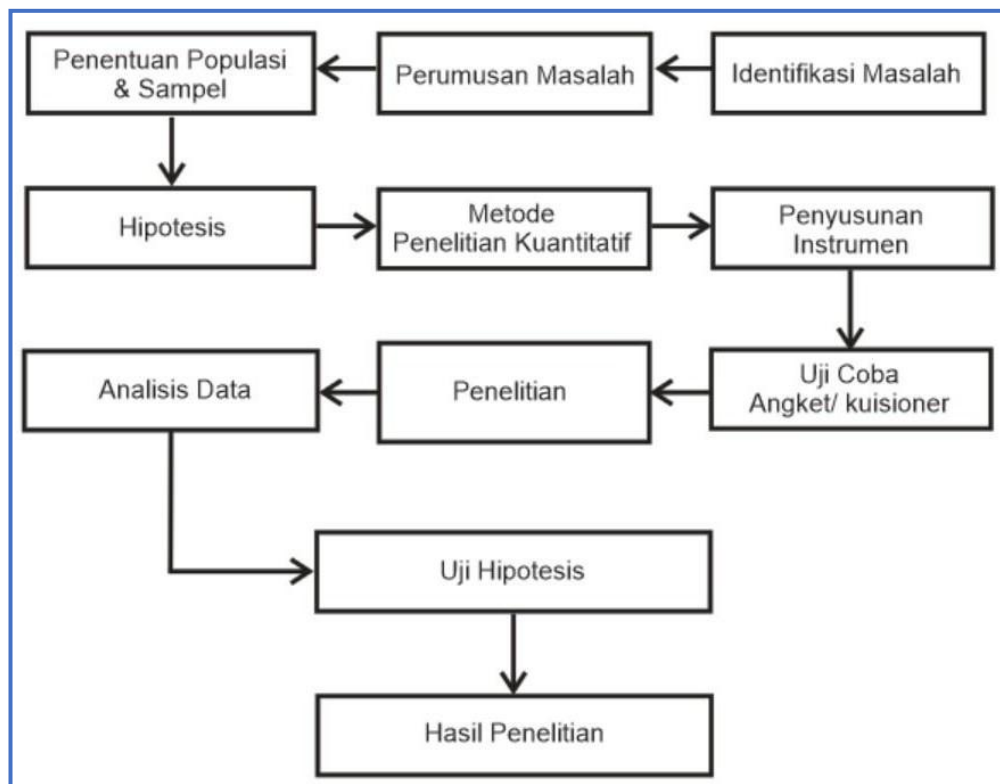 Identifikasi Masalah
Perumusan Masalah
Penentuan Populasi
& Sampel
Hipotesis
Metode
Penelitian Kuantitatif
Penyusunan
Instrumen
Uji Coba
Angket/ kuisioner
Penelitian
Analisis Data
Uji Hipotesis
Hasil Penelitian